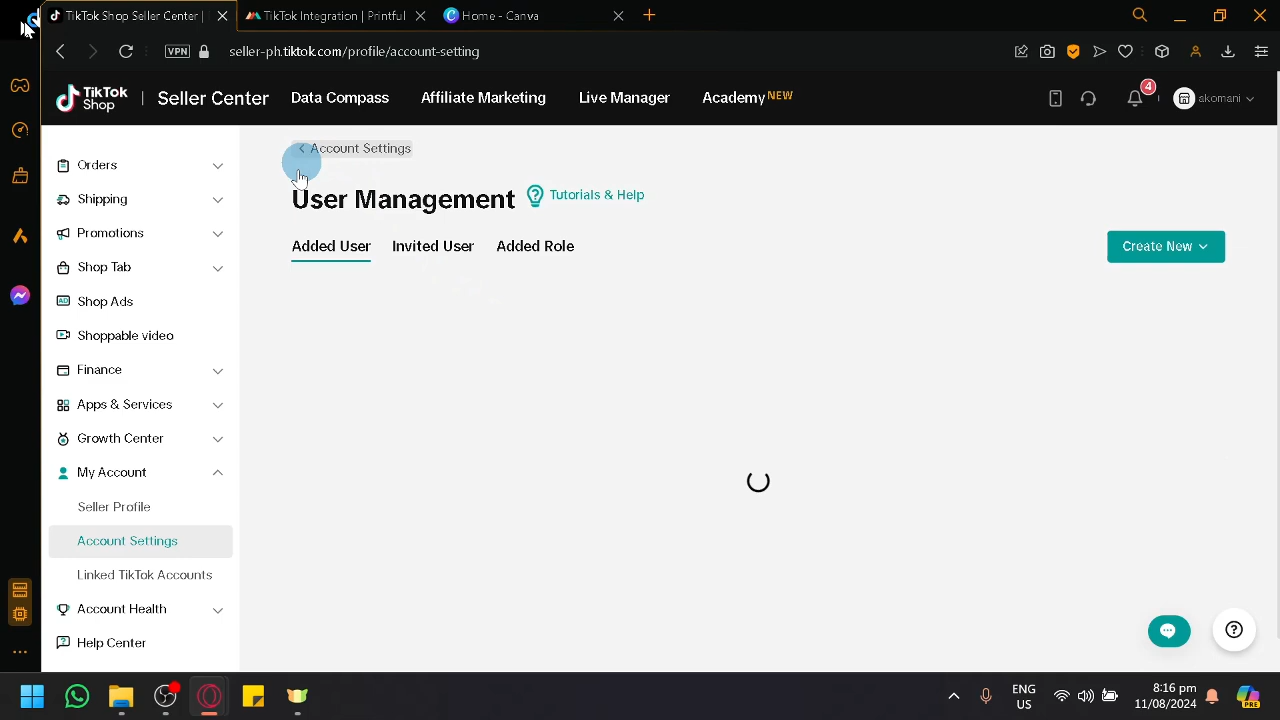 TikTok Shop Seller Center |
TikTok Integration | Printful
Home - Canva
VPN
seller-ph.tiktok.com/profile/account-setting
TikTok Shop | Seller Center
Data Compass
Affiliate Marketing
Live Manager
Academy NEW
4
akomani
Orders
Shipping
Promotions
Shop Tab
AD Shop Ads
Shoppable video
Finance
Apps & Services
Growth Center
My Account
Seller Profile
Account Settings
Linked TikTok Accounts
Account Health
Help Center
Account Settings
User Management
Tutorials & Help
Added User
Invited User
Added Role
Create New
ENG
US
8:16 pm
11/08/2024
PRE